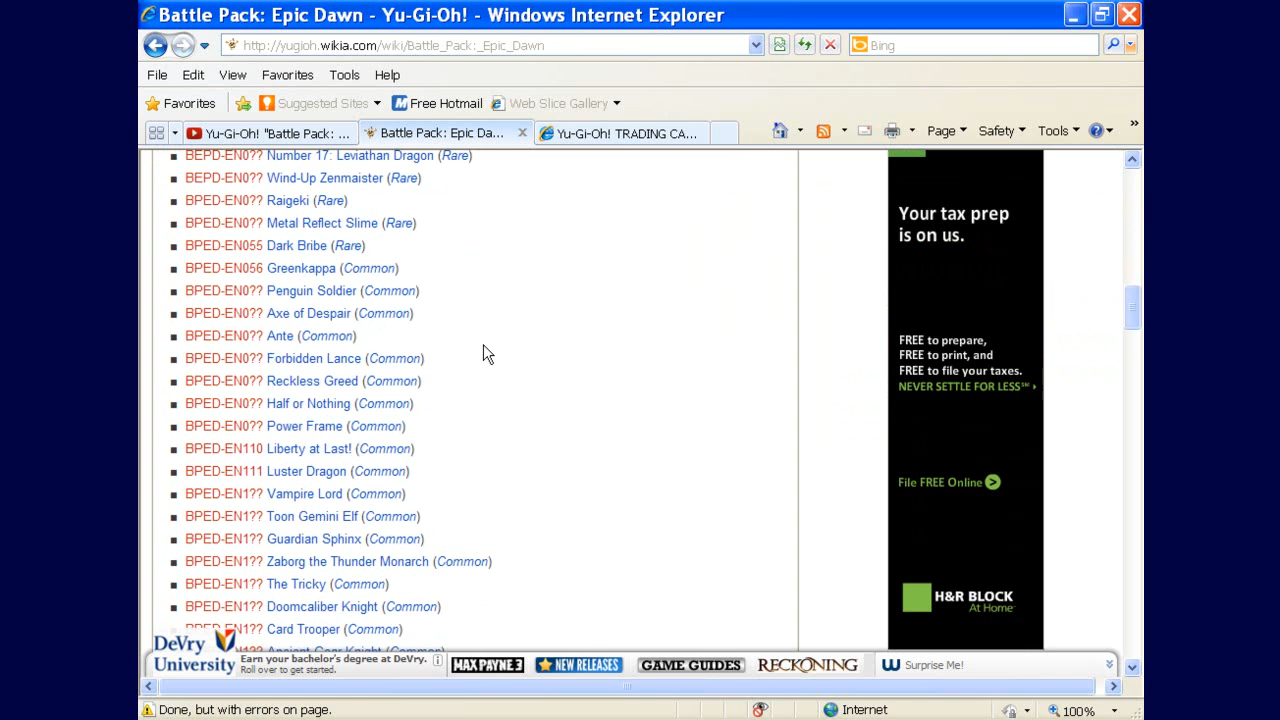 Battle Pack: Epic Dawn - Yu-Gi-Oh! - Windows Internet Explorer
http://yugioh.wikia.com/wiki/Battle_Pack:_Epic_Dawn
Bing
File Edit View Favorites Tools Help
Favorites Suggested Sites Free Hotmail Web Slice Gallery
Yu-Gi-Oh! "Battle Pack: ... Battle Pack: Epic Da... Yu-Gi-Oh! TRADING CA... Page Safety Tools
BEPD-EN0?? Number 17: Leviathan Dragon (Rare)
BEPD-EN0?? Wind-Up Zenmaister (Rare)
BPED-EN0?? Raigeki (Rare)
BPED-EN0?? Metal Reflect Slime (Rare)
BPED-EN055 Dark Bribe (Rare)
BPED-EN056 Greenkappa (Common)
BPED-EN0?? Penguin Soldier (Common)
BPED-EN0?? Axe of Despair (Common)
BPED-EN0?? Ante (Common)
BPED-EN0?? Forbidden Lance (Common)
BPED-EN0?? Reckless Greed (Common)
BPED-EN0?? Half or Nothing (Common)
BPED-EN0?? Power Frame (Common)
BPED-EN110 Liberty at Last! (Common)
BPED-EN111 Luster Dragon (Common)
BPED-EN1?? Vampire Lord (Common)
BPED-EN1?? Toon Gemini Elf (Common)
BPED-EN1?? Guardian Sphinx (Common)
BPED-EN1?? Zaborg the Thunder Monarch (Common)
BPED-EN1?? The Tricky (Common)
BPED-EN1?? Doomcaliber Knight (Common)
EN1?? Card Trooper (Common)
Your tax prep
is on us.
FREE to prepare,
FREE to print, and
FREE to file your taxes.
NEVER SETTLE FOR LESS℠
File FREE Online
H&R BLOCK
At Home
DeVry
University
Earn your bachelor's degree at DeVry.
Roll over to get started.
MAX PAYNE 3 NEW RELEASES GAME GUIDES RECKONING Surprise Me!
Done, but with errors on page. Internet 100%